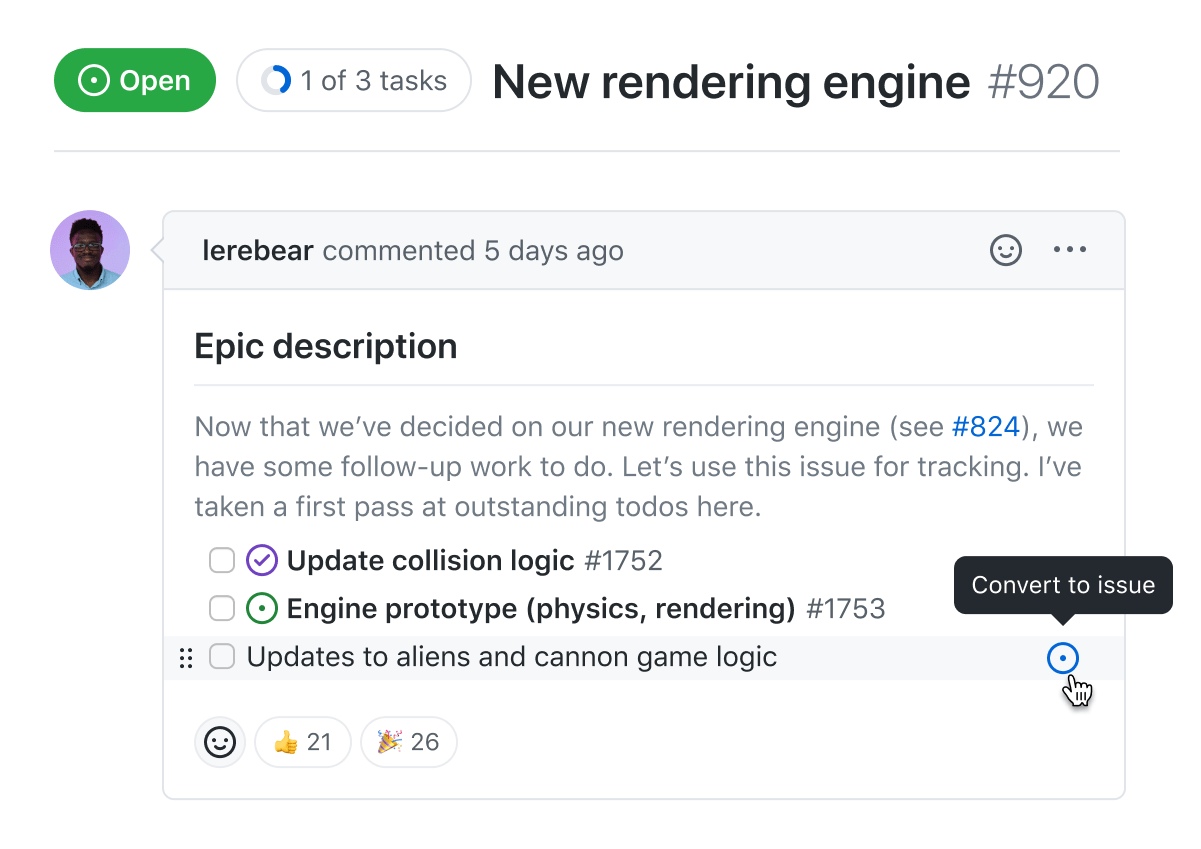 Open 1 of 3 tasks New rendering engine #920
lerebear commented 5 days ago
Epic description
Now that we’ve decided on our new rendering engine (see #824), we
have some follow-up work to do. Let’s use this issue for tracking. I’ve
taken a first pass at outstanding todos here.
Update collision logic #1752
Convert to issue
Engine prototype (physics, rendering) #1753
Updates to aliens and cannon game logic
👍 21 🎉 26